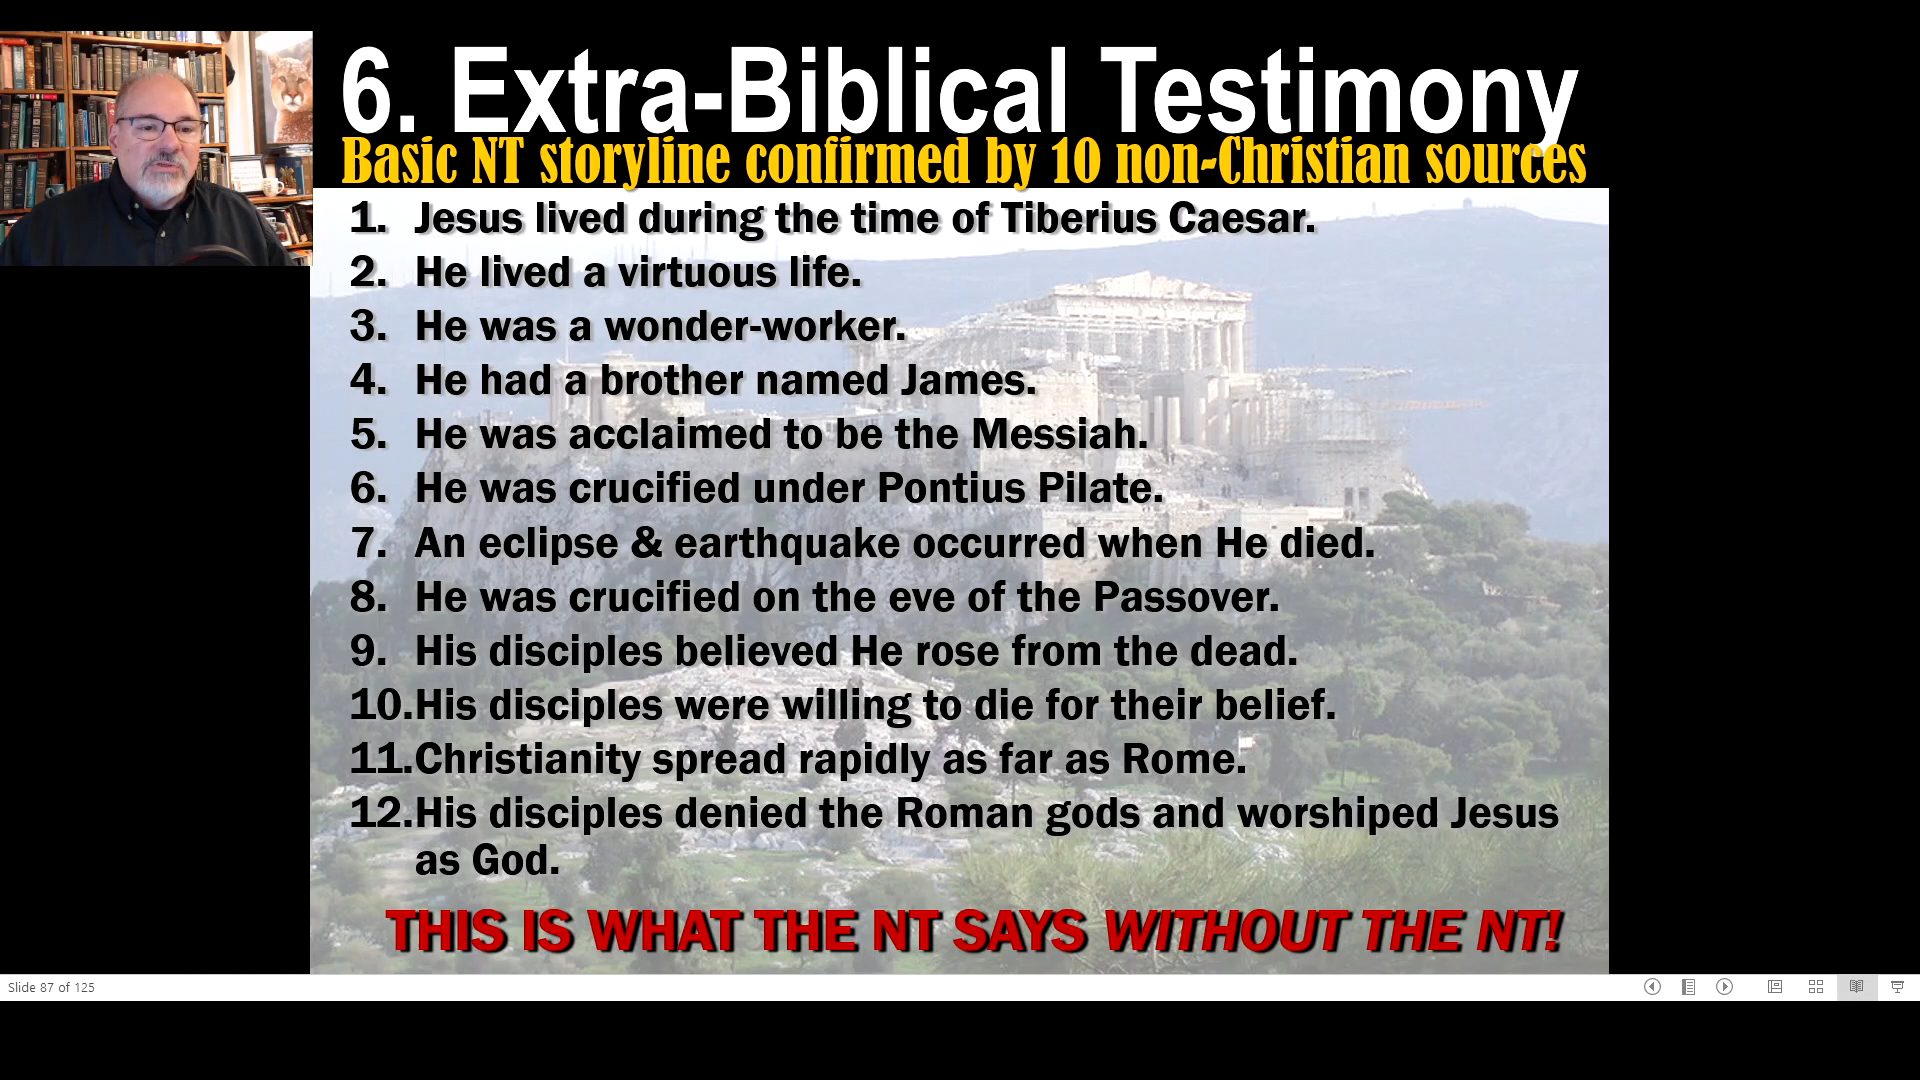 6. Extra-Biblical Testimony
Basic NT storyline confirmed by 10 non-Christian sources
1. Jesus lived during the time of Tiberius Caesar.
2. He lived a virtuous life.
3. He was a wonder-worker.
4. He had a brother named James.
5. He was acclaimed to be the Messiah.
6. He was crucified under Pontius Pilate.
7. An eclipse & earthquake occurred when He died.
8. He was crucified on the eve of the Passover.
9. His disciples believed He rose from the dead.
10.His disciples were willing to die for their belief.
11.Christianity spread rapidly as far as Rome.
12.His disciples denied the Roman gods and worshiped Jesus
as God.
THIS IS WHAT THE NT SAYS WITHOUT THE NT!
Slide 87 of 125